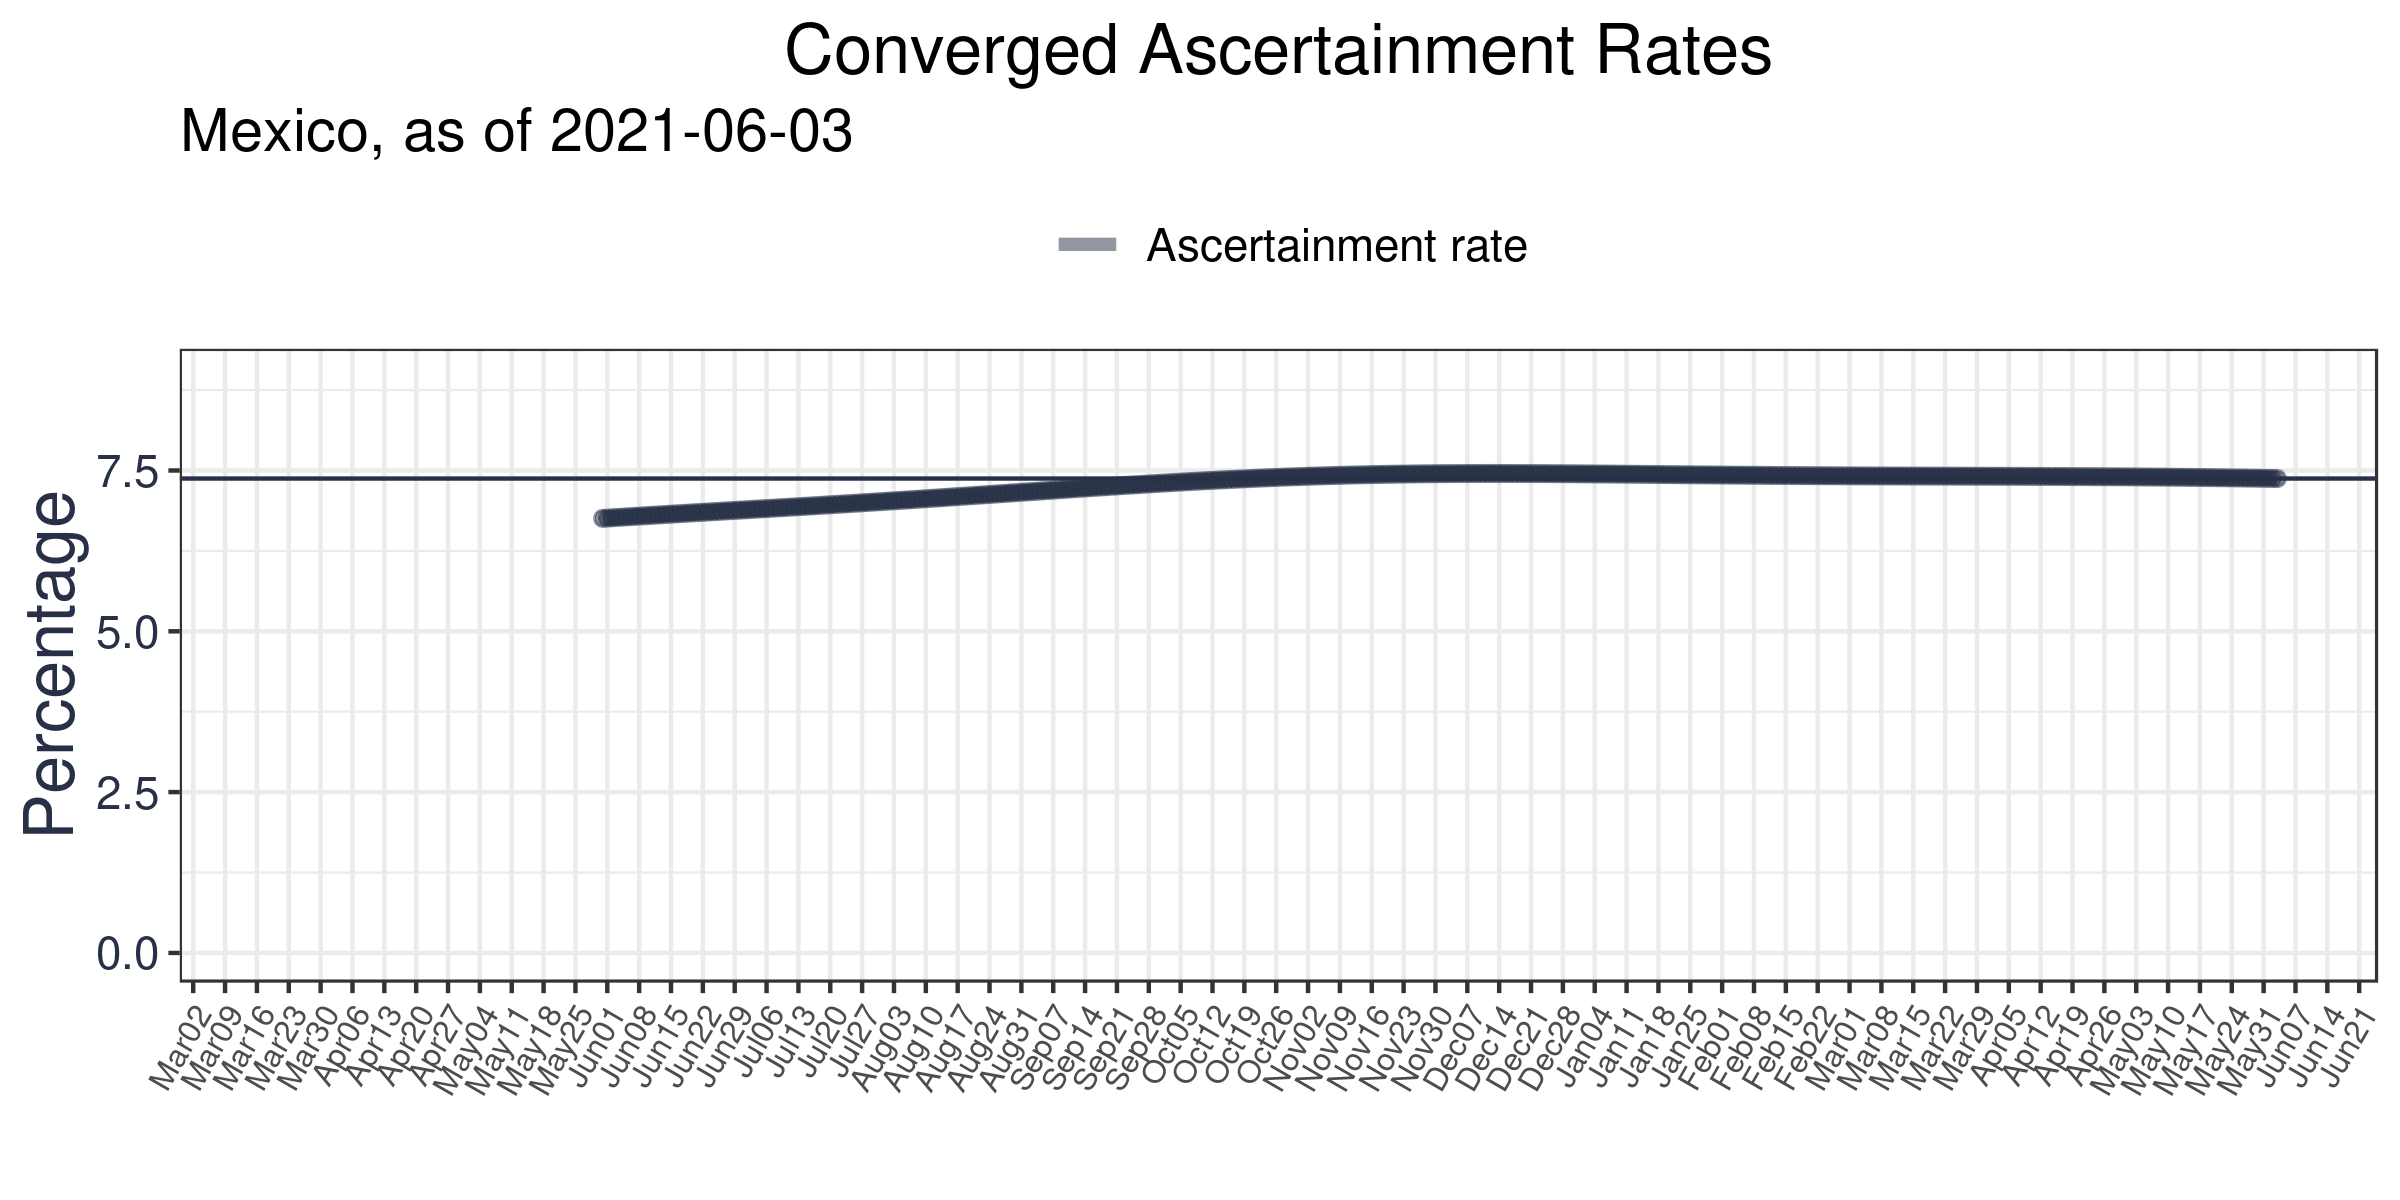 Converged Ascertainment Rates
Mexico, as of 2021-06-03
Ascertainment rate
Percentage
7.5
5.0
2.5
0.0
Mar02 Mar09 Mar16 Mar23 Mar30 Apr06 Apr13 Apr20 Apr27 May04 May11 May18 May25 Jun01 Jun08 Jun15 Jun22 Jun29 Jul06 Jul13 Jul20 Jul27 Aug03 Aug10 Aug17 Aug24 Aug31 Sep07 Sep14 Sep21 Sep28 Oct05 Oct12 Oct19 Oct26 Nov02 Nov09 Nov16 Nov23 Nov30 Dec07 Dec14 Dec21 Dec28 Jan04 Jan11 Jan18 Jan25 Feb01 Feb08 Feb15 Feb22 Mar01 Mar08 Mar15 Mar22 Mar29 Apr05 Apr12 Apr19 Apr26 May03 May10 May17 May24 May31 Jun07 Jun14 Jun21